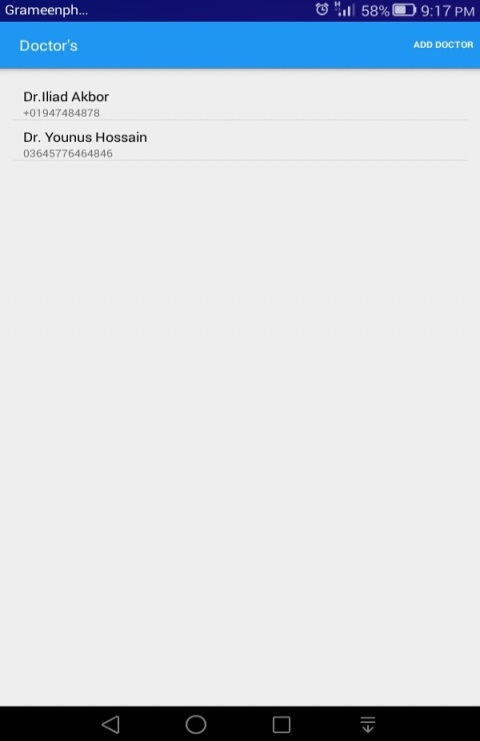 Grameenph... H 58% 9:17 PM
Doctor's ADD DOCTOR
Dr.Iliad Akbor
+01947484878
Dr. Younus Hossain
03645776464846